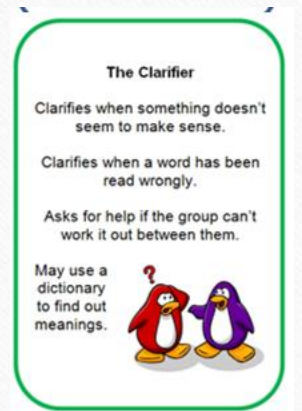 The Clarifier
Clarifies when something doesn't
seem to make sense.
Clarifies when a word has been
read wrongly.
Asks for help if the group can't
work it out between them.
May use a
dictionary
to find out
meanings.
?